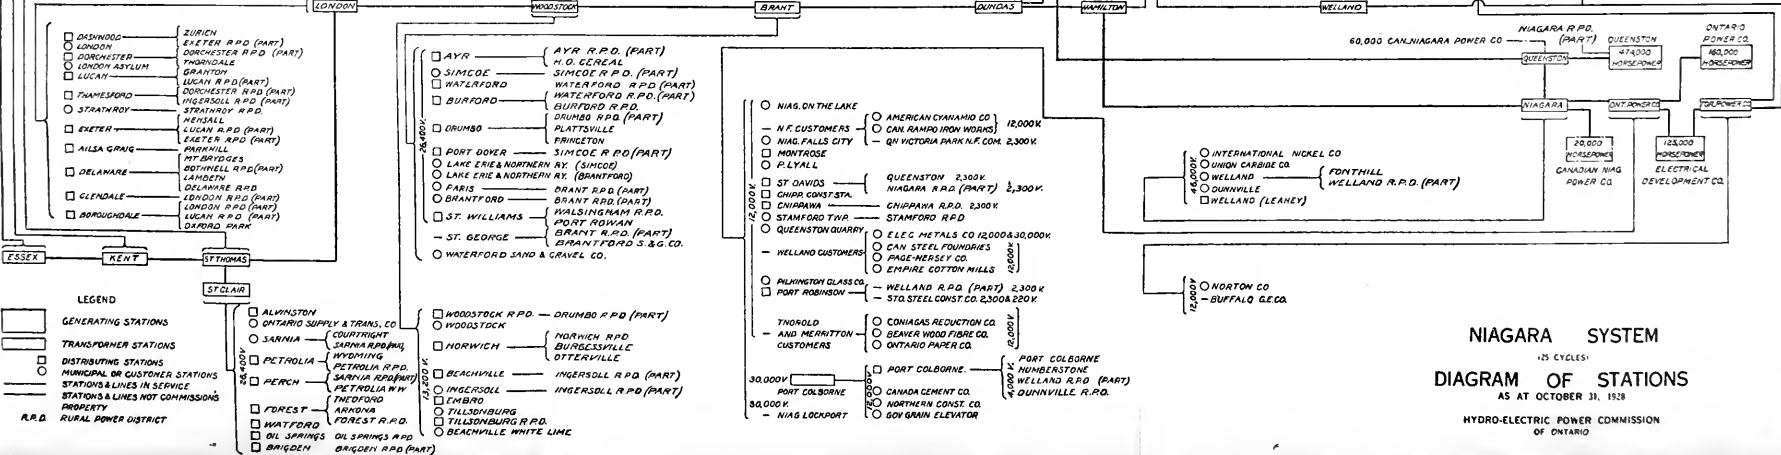 LONDON
WOODSTOCK
BRANT
DUNDAS
HAMILTON
WELLAND
DASHWOOD
ZURICH
EXETER R.P.D (PART)
LONDON
DORCHESTER
DORCHESTER R.P.D (PART)
LONDON ASYLUM
THORNDALE
LUCAN
GRANTON
LUCAN R.P.D (PART)
THAMESFORD
DORCHESTER R.P.D (PART)
INGERSOLL R.P.D (PART)
STRATHROY
STRATHROY R.P.D.
EXETER
HENSALL
LUCAN R.P.D (PART)
EXETER R.P.D (PART)
AILSA GRAIG
PARKHILL
DELAWARE
MT BRYDGES
BOTHWELL R.P.D (PART)
LAMBETH
DELAWARE R.P.D
GLENDALE
LONDON R.P.D (PART)
BOROUGHDALE
LONDON R.P.D (PART)
LUCAN R.P.D (PART)
OXFORD PARK
ESSEX
KENT
ST THOMAS
ST CLAIR
LEGEND
GENERATING STATIONS
TRANSFORMER STATIONS
DISTRIBUTING STATIONS
MUNICIPAL OR CUSTOMER STATIONS
STATIONS & LINES IN SERVICE
STATIONS & LINES NOT COMMISSIONS
PROPERTY
R.P.D. RURAL POWER DISTRICT
26,400V
ALVINSTON
ONTARIO SUPPLY & TRANS. CO
SARNIA
COURTRIGHT
SARNIA R.P.D (PART)
PETROLIA
WYOMING
PETROLIA R.P.D.
PERCH
SARNIA R.P.D (PART)
PETROLIA W.W
FOREST
THEDFORD
ARKONA
FOREST R.P.D.
WATFORD
OIL SPRINGS OIL SPRINGS R.P.D
BRIGDEN BRIGDEN R.P.D (PART)
26,400V.
AYR
AYR R.P.D. (PART)
H.O. CEREAL
SIMCOE SIMCOE R.P.D. (PART)
WATERFORD WATERFORD R.P.D (PART)
BURFORD
WATERFORD R.P.D. (PART)
BURFORD R.P.D.
DRUMBO
DRUMBO R.P.D (PART)
PLATTSVILLE
PRINCETON
PORT DOVER SIMCOE R.P.D (PART)
LAKE ERIE & NORTHERN RY. (SIMCOE)
LAKE ERIE & NORTHERN RY. (BRANTFORD)
PARIS BRANT R.P.D. (PART)
BRANTFORD BRANT R.P.D. (PART)
ST. WILLIAMS
WALSINGHAM R.P.D.
PORT ROWAN
ST. GEORGE
BRANT R.P.D. (PART)
BRANTFORD S. & G. CO.
WATERFORD SAND & GRAVEL CO.
13,200 V.
WOODSTOCK R.P.D. DRUMBO R.P.D (PART)
WOODSTOCK
NORWICH
NORWICH R.P.D
BURGESSVILLE
OTTERVILLE
BEACHVILLE INGERSOLL R.P.D (PART)
INGERSOLL INGERSOLL R.P.D (PART)
EMBRO
TILLSONBURG
TILLSONBURG R.P.D.
BEACHVILLE WHITE LIME
12,000 V.
NIAG. ON THE LAKE
N.F. CUSTOMERS
AMERICAN CYANAMID CO
CAN. RAMPO IRON WORKS
12,000 V.
NIAG. FALLS CITY QN VICTORIA PARK N.F. COM. 2,300 V.
MONTROSE
P. LYALL
ST DAVIDS
QUEENSTON 2,300 V.
NIAGARA R.P.D. (PART) 2,300 V.
CHIPP. CONST STA.
CHIPPAWA CHIPPAWA R.P.D. 2,300 V.
STAMFORD TWP. STAMFORD R.P.D
QUEENSTON QUARRY
WELLAND CUSTOMERS
ELEC METALS CO 12,000 & 30,000 V.
CAN STEEL FOUNDRIES
PAGE-HERSEY CO.
EMPIRE COTTON MILLS
12,000 V.
PILKINGTON GLASS CO.
PORT ROBINSON
WELLAND R.P.D. (PART) 2,300 V.
STD. STEEL CONST. CO. 2,300 & 220 V.
THOROLD
AND MERRITTON
CUSTOMERS
CONIAGAS REDUCTION CO.
BEAVER WOOD FIBRE CO.
ONTARIO PAPER CO.
12,000 V.
30,000 V
PORT COLBORNE
30,000 V.
NIAG LOCKPORT
12,000 V.
PORT COLBORNE.
PORT COLBORNE
HUMBERSTONE
WELLAND R.P.D (PART)
DUNNVILLE R.P.D.
4,000 V.
CANADA CEMENT CO.
NORTHERN CONST. CO.
GOV GRAIN ELEVATOR
NIAGARA R.P.D.
(PART)
60,000 CAN. NIAGARA POWER CO
QUEENSTON
QUEENSTON
HORSEPOWER
ONTARIO
POWER CO.
160,000
HORSEPOWER
NIAGARA
ONT. POWER CO
TOR. POWER CO
20,000
HORSEPOWER
CANADIAN NIAG
POWER CO.
125,000
HORSEPOWER
ELECTRICAL
DEVELOPMENT CO.
46,000 V.
INTERNATIONAL NICKEL CO
UNION CARBIDE CO.
WELLAND
FONTHILL
WELLAND R.P.D. (PART)
DUNNVILLE
WELLAND (LEAHEY)
12,000 V.
NORTON CO
BUFFALO G.E. CO.
NIAGARA SYSTEM
(25 CYCLES)
DIAGRAM OF STATIONS
AS AT OCTOBER 31, 1928
HYDRO-ELECTRIC POWER COMMISSION
OF ONTARIO